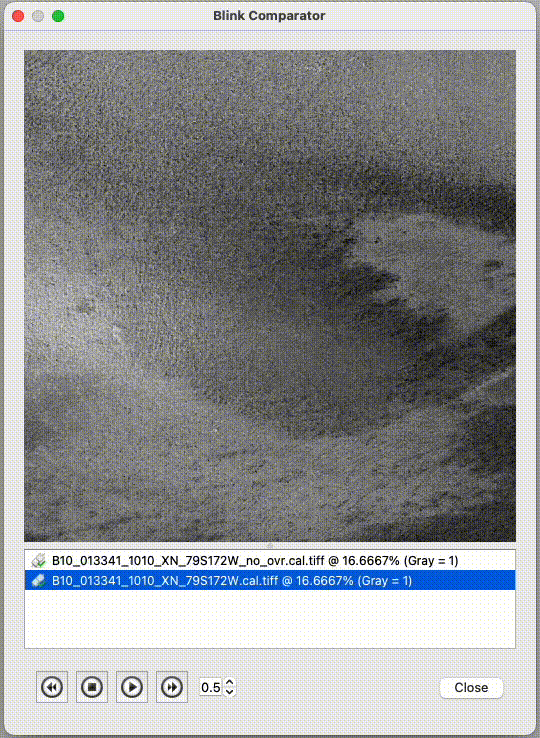 Blink Comparator
B10_013341_1010_XN_79S172W_no_ovr.cal.tiff @ 16.6667% (Gray = 1)
B10_013341_1010_XN_79S172W.cal.tiff @ 16.6667% (Gray = 1)
0.5
Close